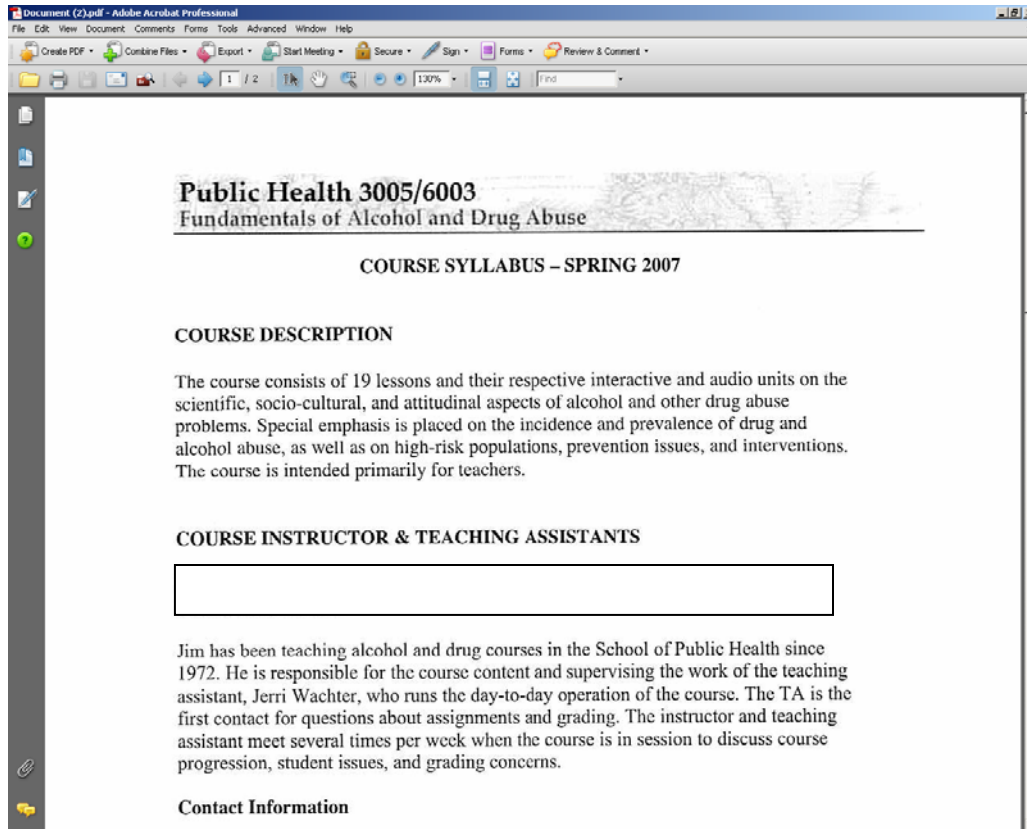 Document (2).pdf - Adobe Acrobat Professional
File Edit View Document Comments Forms Tools Advanced Window Help
Create PDF Combine Files Export Start Meeting Secure Sign Forms Review & Comment
1 / 2 130% Find
Public Health 3005/6003
Fundamentals of Alcohol and Drug Abuse
COURSE SYLLABUS – SPRING 2007
COURSE DESCRIPTION
The course consists of 19 lessons and their respective interactive and audio units on the
scientific, socio-cultural, and attitudinal aspects of alcohol and other drug abuse
problems. Special emphasis is placed on the incidence and prevalence of drug and
alcohol abuse, as well as on high-risk populations, prevention issues, and interventions.
The course is intended primarily for teachers.
COURSE INSTRUCTOR & TEACHING ASSISTANTS
Jim has been teaching alcohol and drug courses in the School of Public Health since
1972. He is responsible for the course content and supervising the work of the teaching
assistant, Jerri Wachter, who runs the day-to-day operation of the course. The TA is the
first contact for questions about assignments and grading. The instructor and teaching
assistant meet several times per week when the course is in session to discuss course
progression, student issues, and grading concerns.
Contact Information